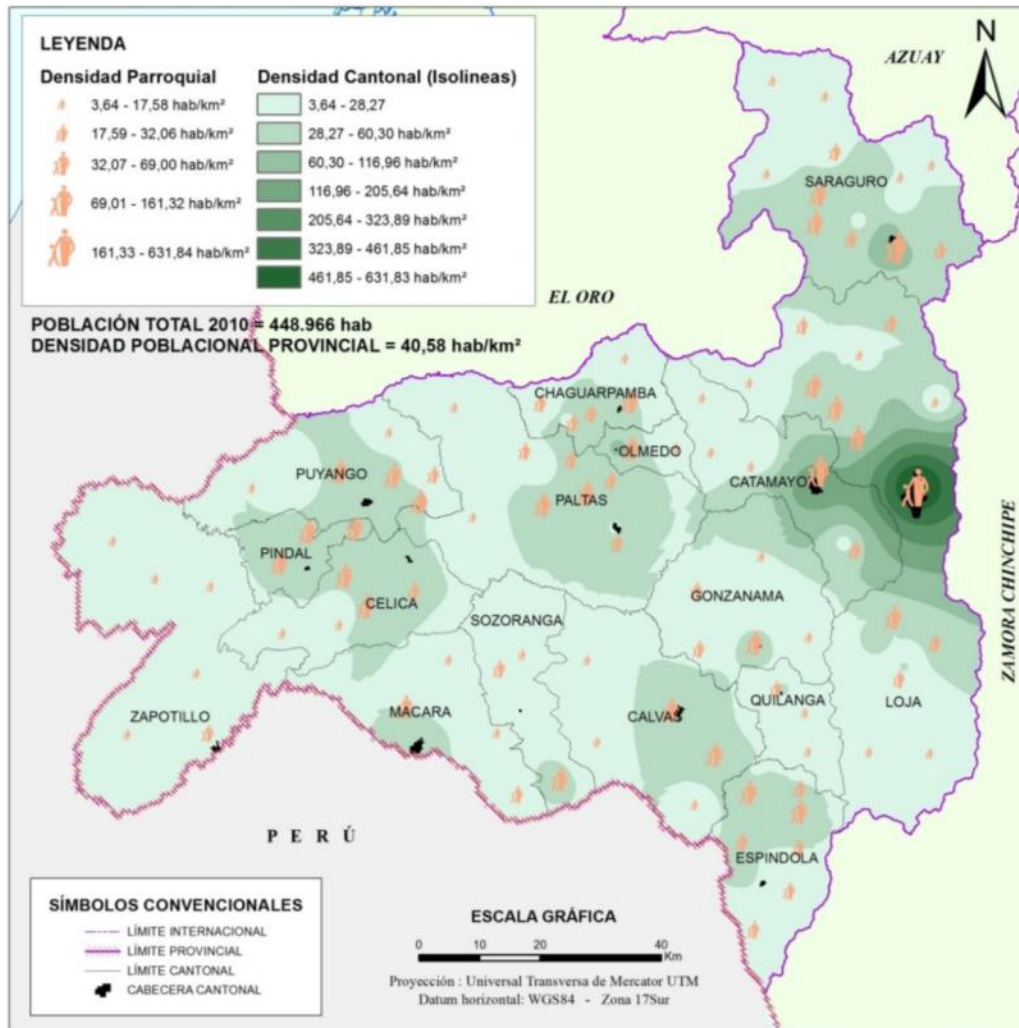 LEYENDA
Densidad Parroquial
3,64 - 17,58 hab/km²
17,59 - 32,06 hab/km²
32,07 - 69,00 hab/km²
69,01 - 161,32 hab/km²
161,33 - 631,84 hab/km²
Densidad Cantonal (Isolineas)
3,64 - 28,27
28,27 - 60,30 hab/km²
60,30 - 116,96 hab/km²
116,96 - 205,64 hab/km²
205,64 - 323,89 hab/km²
323,89 - 461,85 hab/km²
461,85 - 631,83 hab/km²
POBLACIÓN TOTAL 2010 = 448.966 hab
DENSIDAD POBLACIONAL PROVINCIAL = 40,58 hab/km²
N
AZUAY
SARAGURO
EL ORO
CHAGUARPAMBA
OLMEDO
PUYANGO
CATAMAYO
PALTAS
PINDAL
CELICA
GONZANAMA
SOZORANGA
ZAMORA CHINCHIPE
ZAPOTILLO
MACARA
CALVAS
QUILANGA
LOJA
ESPINDOLA
P E R Ú
SÍMBOLOS CONVENCIONALES
LÍMITE INTERNACIONAL
LÍMITE PROVINCIAL
LÍMITE CANTONAL
CABECERA CANTONAL
ESCALA GRÁFICA
0 10 20 40
Km
Proyección : Universal Transversa de Mercator UTM
Datum horizontal: WGS84 - Zona 17Sur